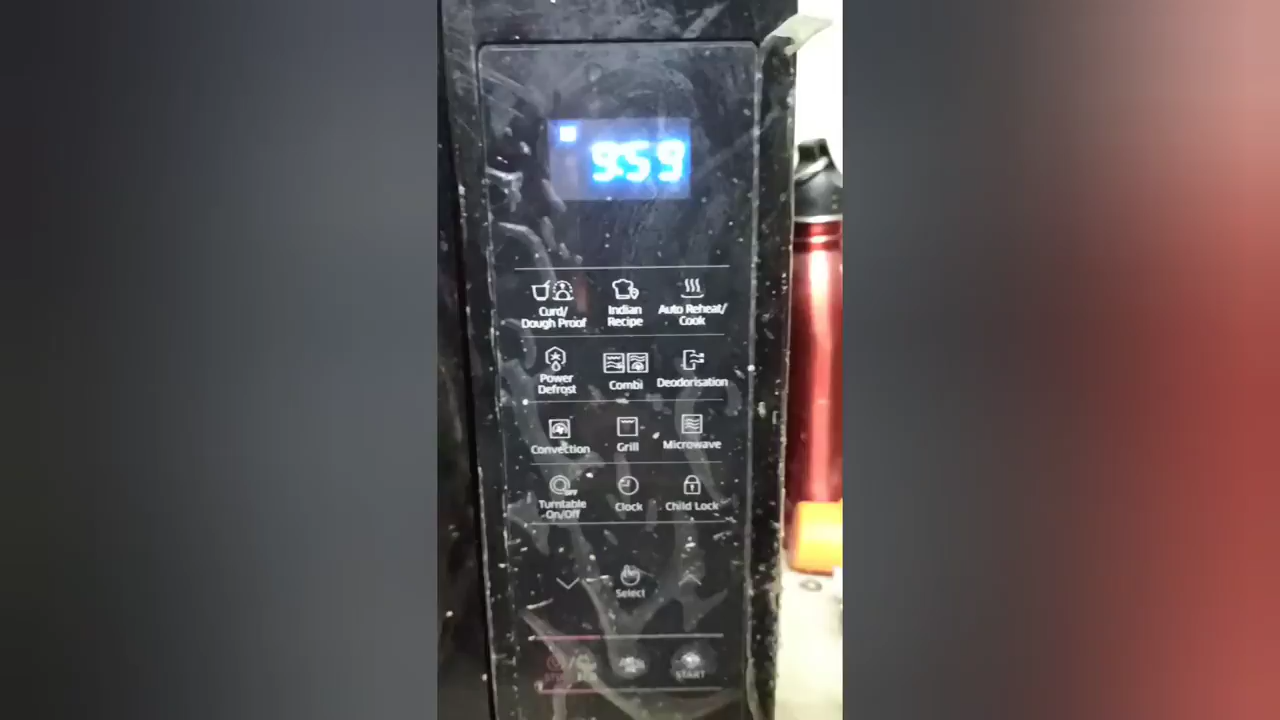 9:59
Curd/
Dough Proof
Indian
Recipe
Auto Reheat/
Cook
Power
Defrost
Combi
Deodorisation
Convection
Grill
Microwave
Turntable
On/Off
Clock
Child Lock
Select
START